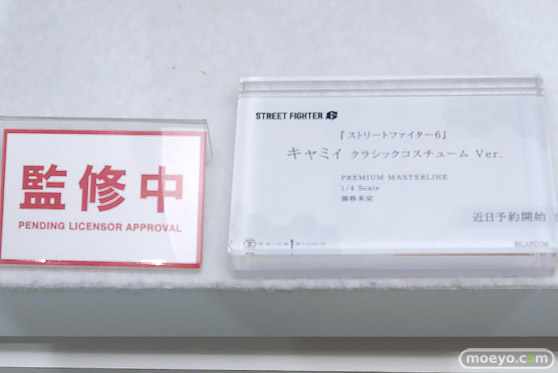 監修中
PENDING LICENSOR APPROVAL
STREET FIGHTER 6
『ストリートファイター6』
キャミィ クラシックコスチューム Ver.
PREMIUM MASTERLINE
1/4 Scale
価格未定
近日予約開始
moeyo.com